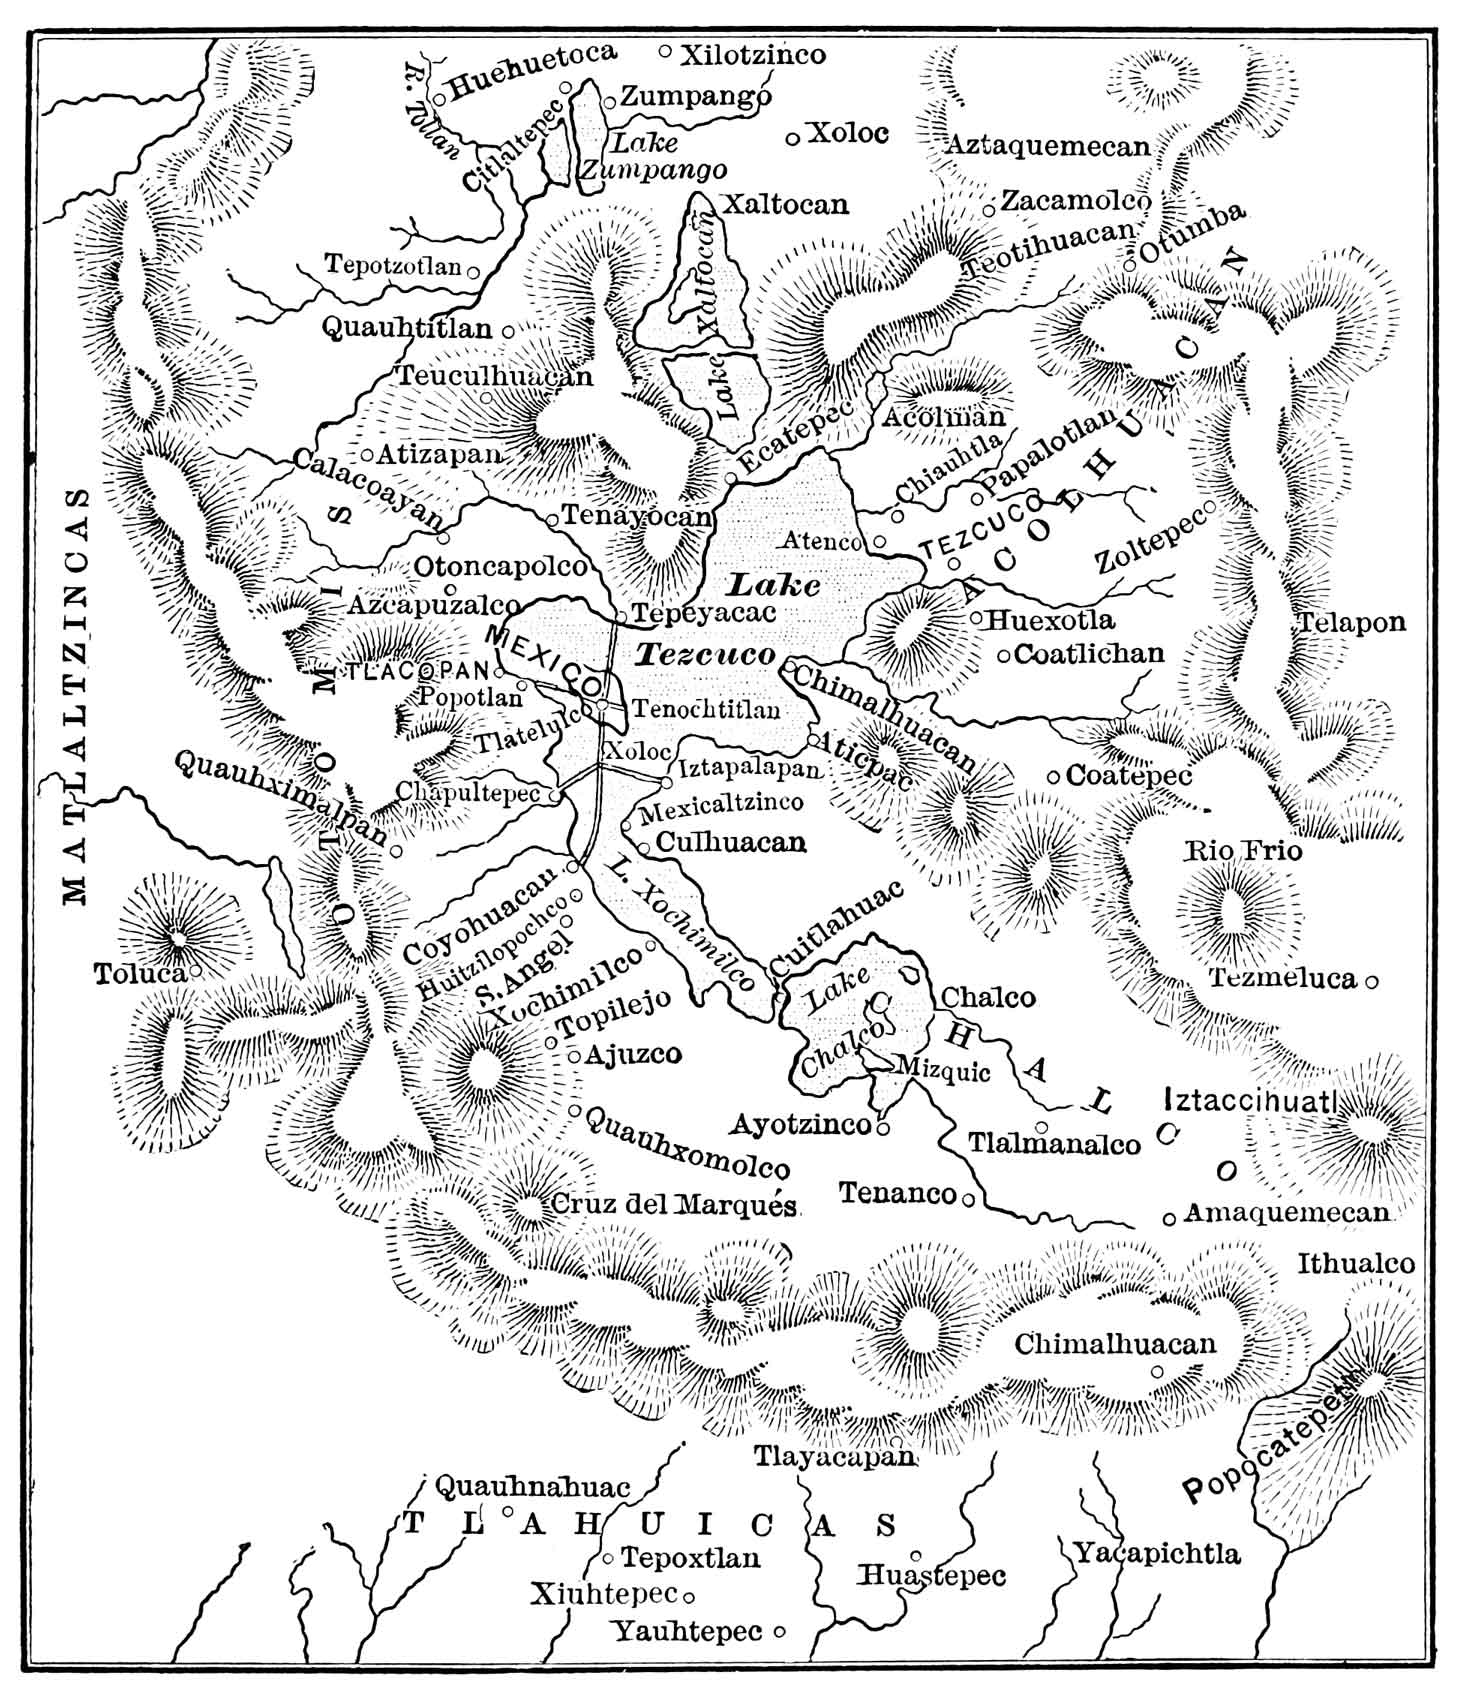 Xilotzinco
Huehuetoca
R. Tollan
Citlaltepec
Zumpango
Lake
Zumpango
Xoloc
Aztaquemecan
Xaltocan
Zacamolco
Otumba
Teotihuacan
Tepotzotlan
Lake Xaltocan
Quauhtitlan
Teuculhuacan
Acolman
Ecatepec
Atizapan
Calacoayan
Chiauhtla
Papalotlan
ACOLHUACAN
TEZCUCO
Zoltepec
Tenayocan
Atenco
Otoncapolco
Azcapuzalco
Lake
Tezcuco
Tepeyacac
Huexotla
Telapon
Coatlichan
MATLALTZINCAS
OTOMIS
MEXICO
TLACOPAN
Popotlan
Tlatelulco
Tenochtitlan
Chimalhuacan
Aticpac
Xoloc
Iztapalapan
Coatepec
Quauhximalpan
Chapultepec
Mexicaltzinco
Culhuacan
Rio Frio
L. Xochimilco
Coyohuacan
Huitzilopochco
S. Angel
Xochimilco
Cuitlahuac
Toluca
Tezmeluca
Lake
Chalco
Chalco
CHALCO
Topilejo
Ajuzco
Mizquic
Iztaccihuatl
Quauhxomolco
Ayotzinco
Tlalmanalco
Cruz del Marqués
Tenanco
Amaquemecan
Ithualco
Chimalhuacan
Popocatepetl
Tlayacapan
Quauhnahuac
TLAHUICAS
Tepoxtlan
Huastepec
Yacapichtla
Xiuhtepec
Yauhtepec